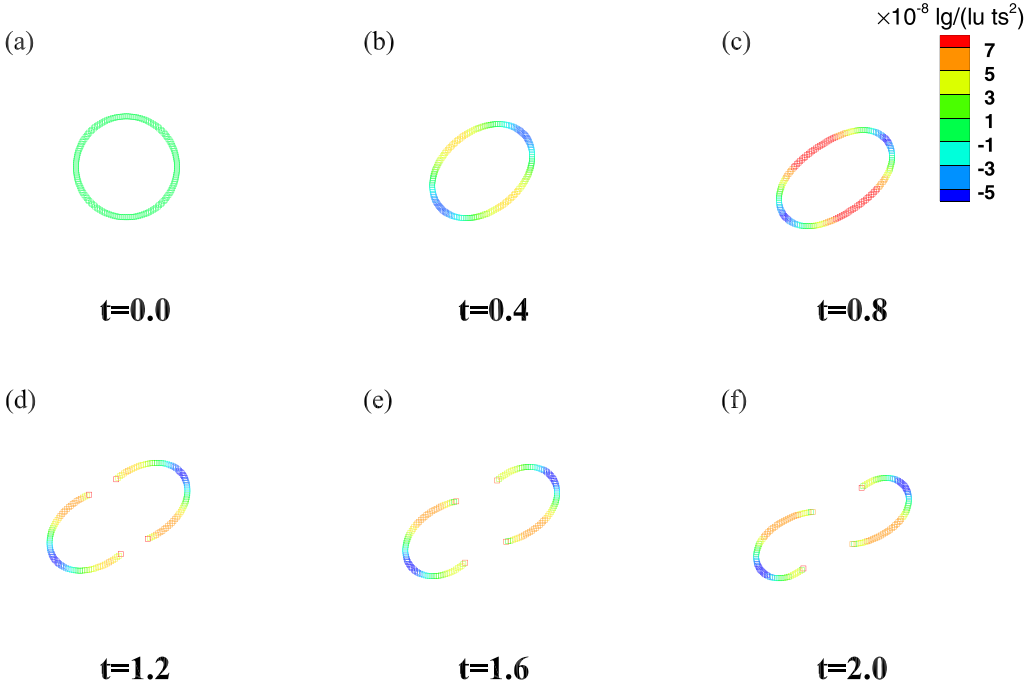 ×10⁻⁸ lg/(lu ts²)
(a)
(b)
(c)
7
5
3
1
-1
-3
-5
t=0.0
t=0.4
t=0.8
(d)
(e)
(f)
t=1.2
t=1.6
t=2.0